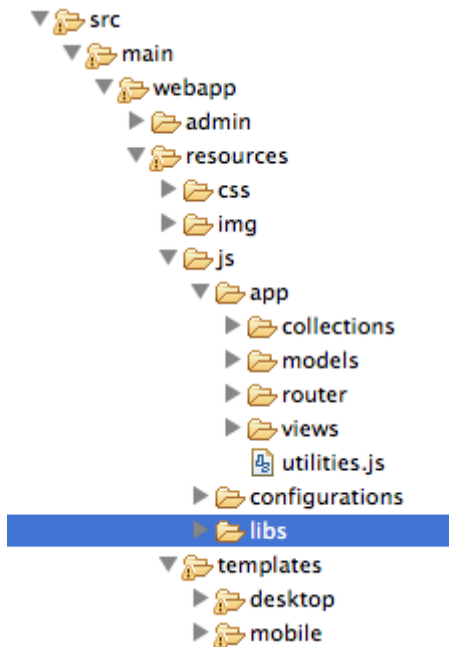 src
main
webapp
admin
resources
css
img
js
app
collections
models
router
views
utilities.js
configurations
libs
templates
desktop
mobile